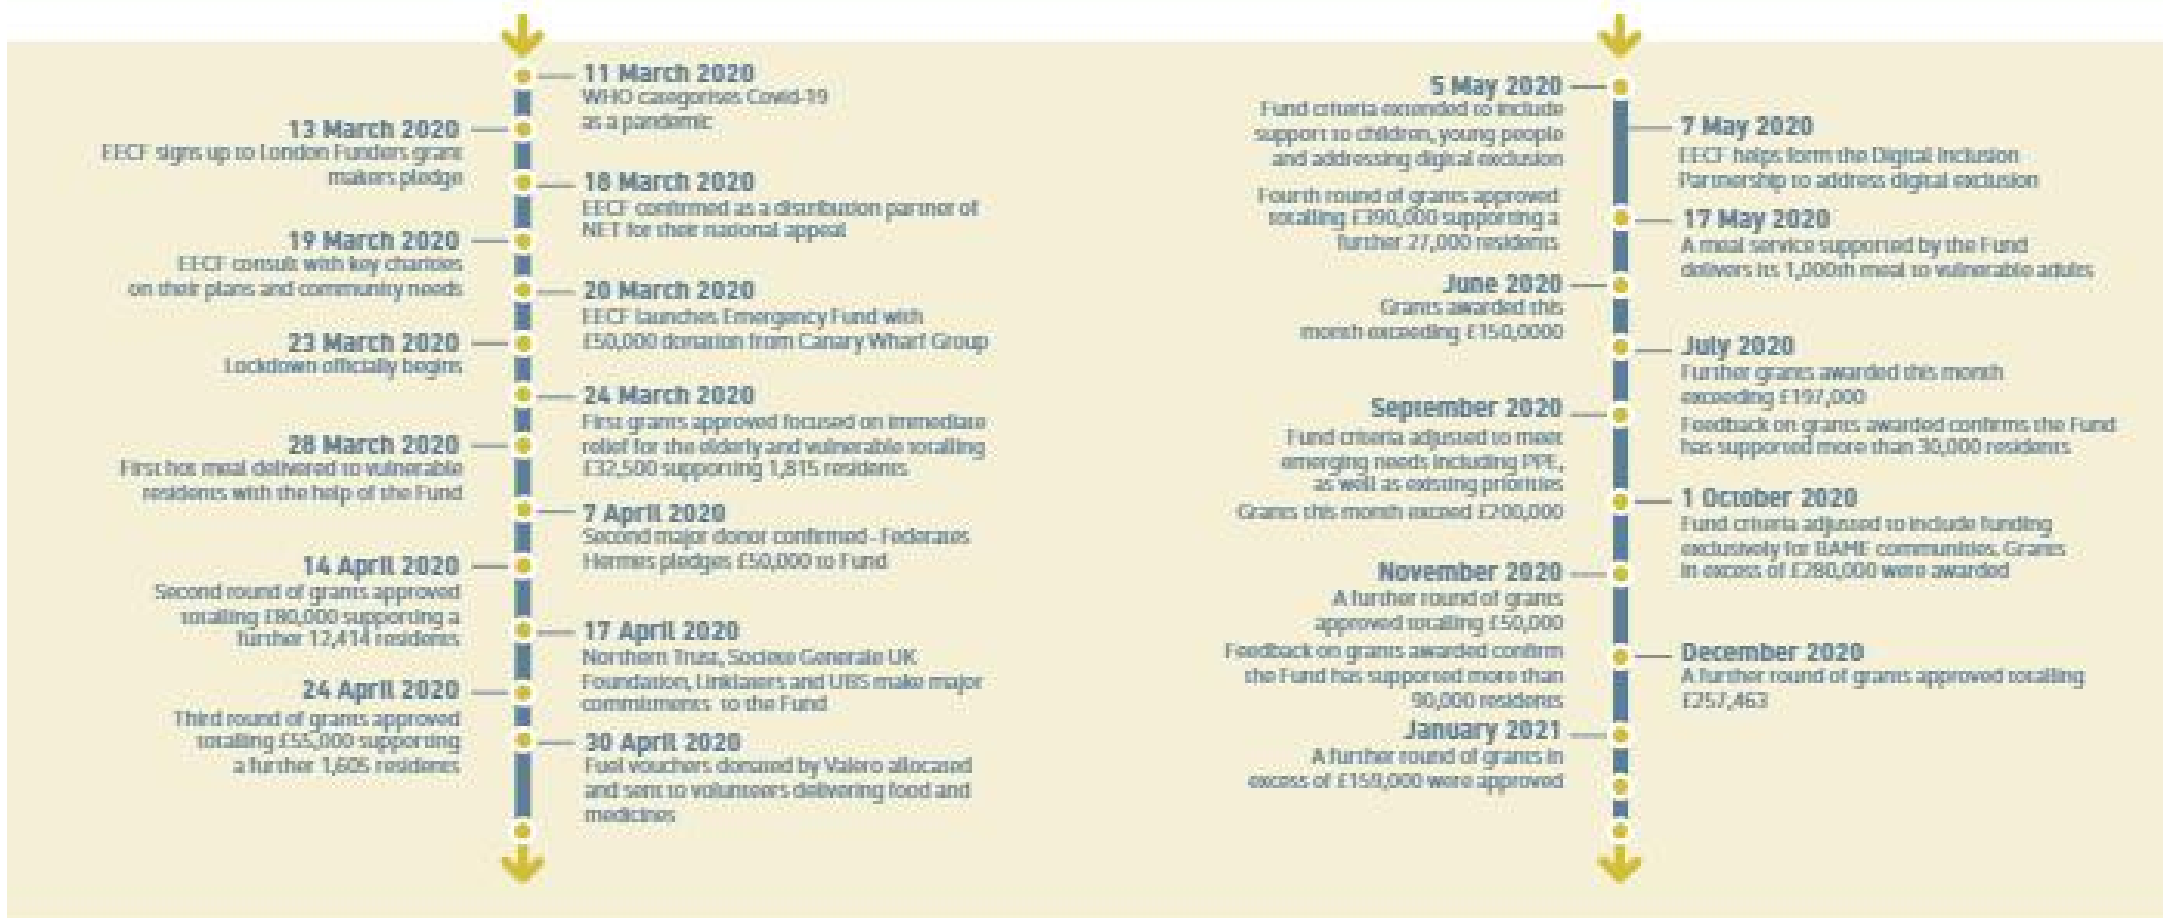 11 March 2020
WHO categorises Covid-19
as a pandemic
13 March 2020
EECF signs up to London Funders grant
makers pledge
18 March 2020
EECF confirmed as a distribution partner of
NET for their national appeal
19 March 2020
EECF consult with key charities
on their plans and community needs
20 March 2020
EECF launches Emergency Fund with
£50,000 donation from Canary Wharf Group
23 March 2020
Lockdown officially begins
24 March 2020
First grants approved focused on immediate
relief for the elderly and vulnerable totalling
£32,500 supporting 1,815 residents
28 March 2020
First hot meal delivered to vulnerable
residents with the help of the Fund
7 April 2020
Second major donor confirmed - Federates
Hermes pledges £50,000 to Fund
14 April 2020
Second round of grants approved
totalling £80,000 supporting a
further 12,414 residents
17 April 2020
Northern Trust, Societe Generale UK
Foundation, Linklaters and UBS make major
commitments to the Fund
24 April 2020
Third round of grants approved
totalling £55,000 supporting
a further 1,605 residents
30 April 2020
Fuel vouchers donated by Valero allocated
and sent to volunteers delivering food and
medicines
5 May 2020
Fund criteria extended to include
support to children, young people
and addressing digital exclusion
Fourth round of grants approved
totalling £390,000 supporting a
further 27,000 residents
7 May 2020
EECF helps form the Digital Inclusion
Partnership to address digital exclusion
17 May 2020
A meal service supported by the Fund
delivers its 1,000th meal to vulnerable adults
June 2020
Grants awarded this
month exceeding £150,0000
July 2020
Further grants awarded this month
exceeding £197,000
Feedback on grants awarded confirms the Fund
has supported more than 30,000 residents
September 2020
Fund criteria adjusted to meet
emerging needs including PPE,
as well as existing priorities
Grants this month exceed £200,000
1 October 2020
Fund criteria adjusted to include funding
exclusively for BAME communities. Grants
in excess of £280,000 were awarded
November 2020
A further round of grants
approved totalling £50,000
Feedback on grants awarded confirm
the Fund has supported more than
90,000 residents
December 2020
A further round of grants approved totalling
£257,463
January 2021
A further round of grants in
excess of £159,000 were approved